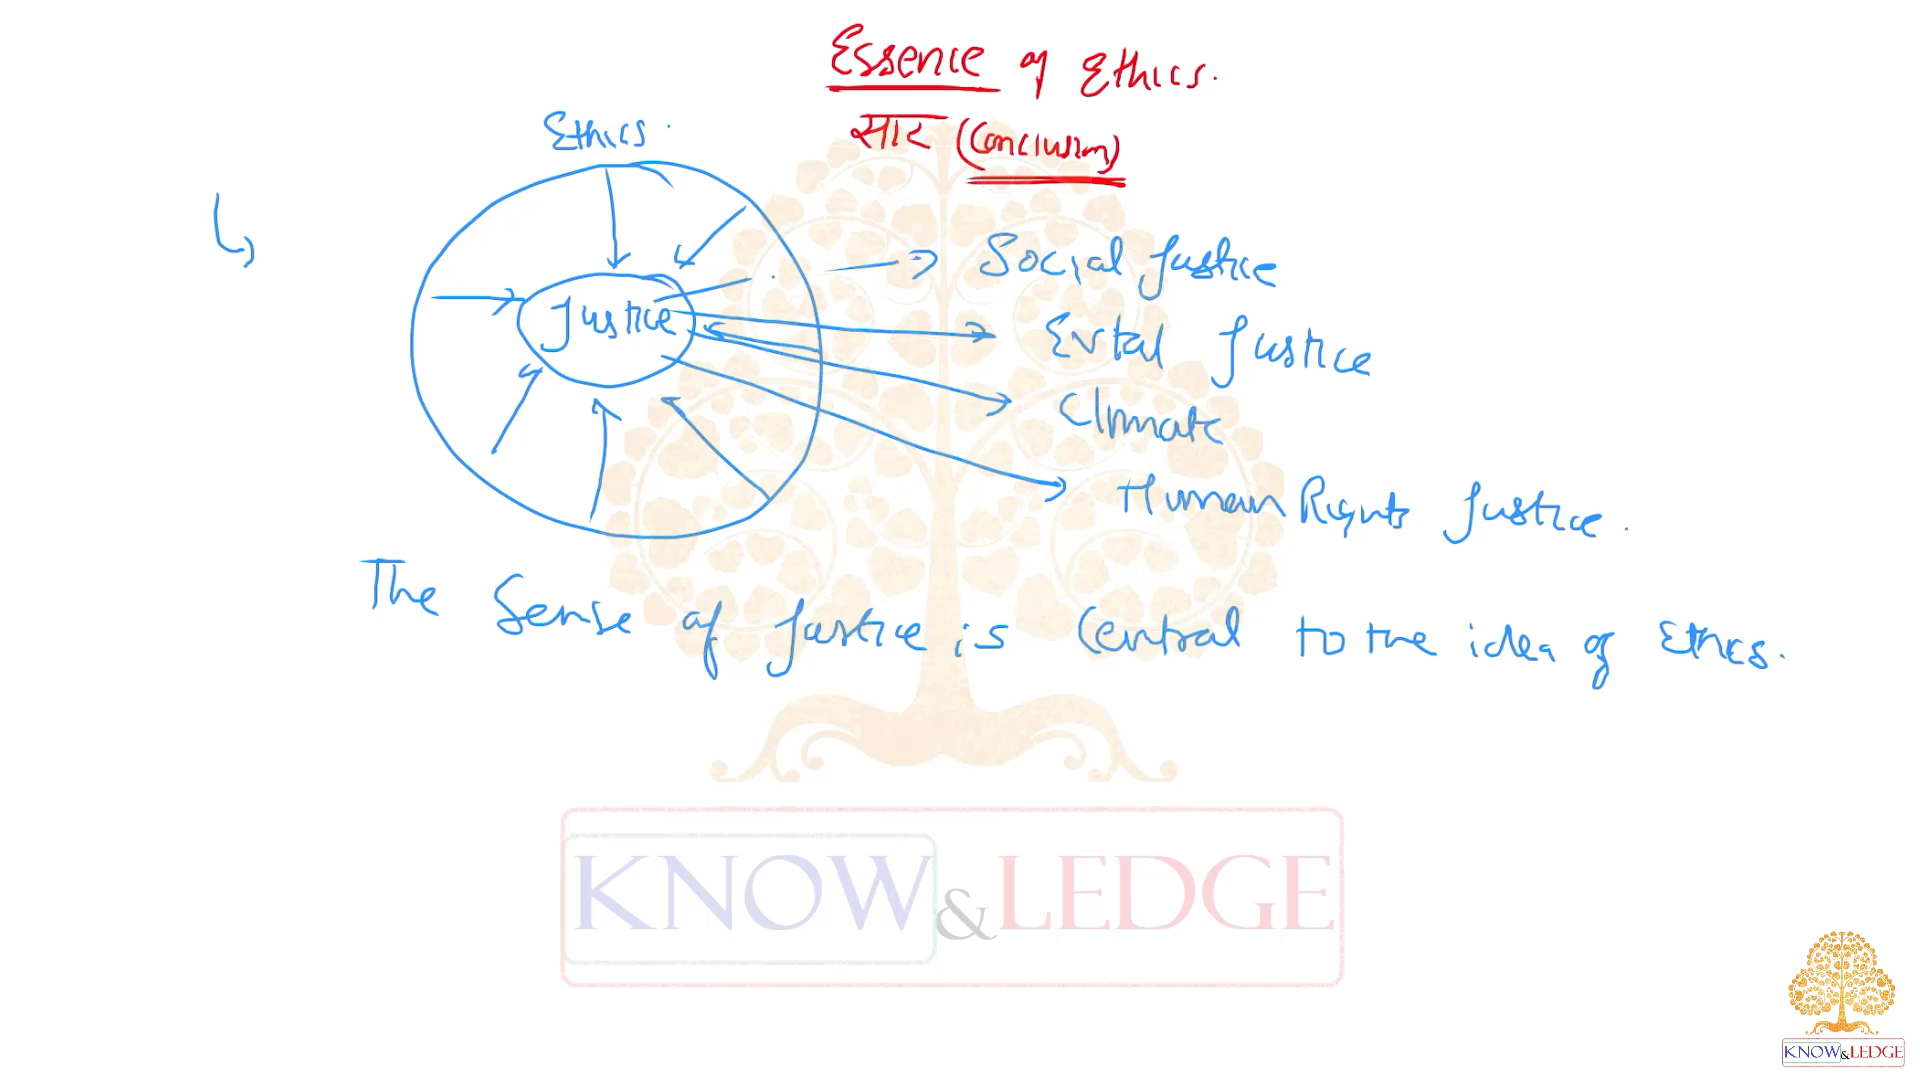 Essence of Ethics.
सार (Conclusion)
Ethics.
Justice
Social Justice
Evtal Justice
Climate
Human Rights Justice.
The Sense of Justice is Central to the idea of Ethics.
KNOW&LEDGE
KNOW&LEDGE